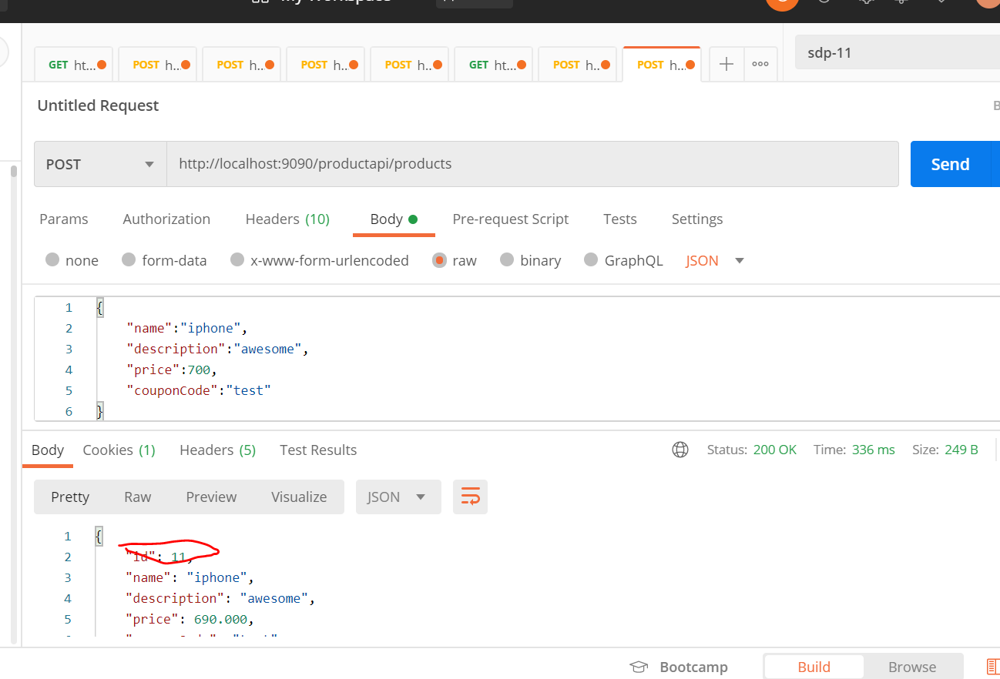 My Workspace
GET ht...
POST h..
POST h..
POST h..
POST h..
GET ht...
POST h..
POST h..
sdp-11
Untitled Request
POST
http://localhost:9090/productapi/products
Send
Params
Authorization
Headers (10)
Body
Pre-request Script
Tests
Settings
none
form-data
x-www-form-urlencoded
raw
binary
GraphQL
JSON
1 {
2 "name":"iphone",
3 "description":"awesome",
4 "price":700,
5 "couponCode":"test"
6 }
Body
Cookies (1)
Headers (5)
Test Results
Status: 200 OK
Time: 336 ms
Size: 249 B
Pretty
Raw
Preview
Visualize
JSON
1 {
2 "id": 11,
3 "name": "iphone",
4 "description": "awesome",
5 "price": 690.000,
Bootcamp
Build
Browse